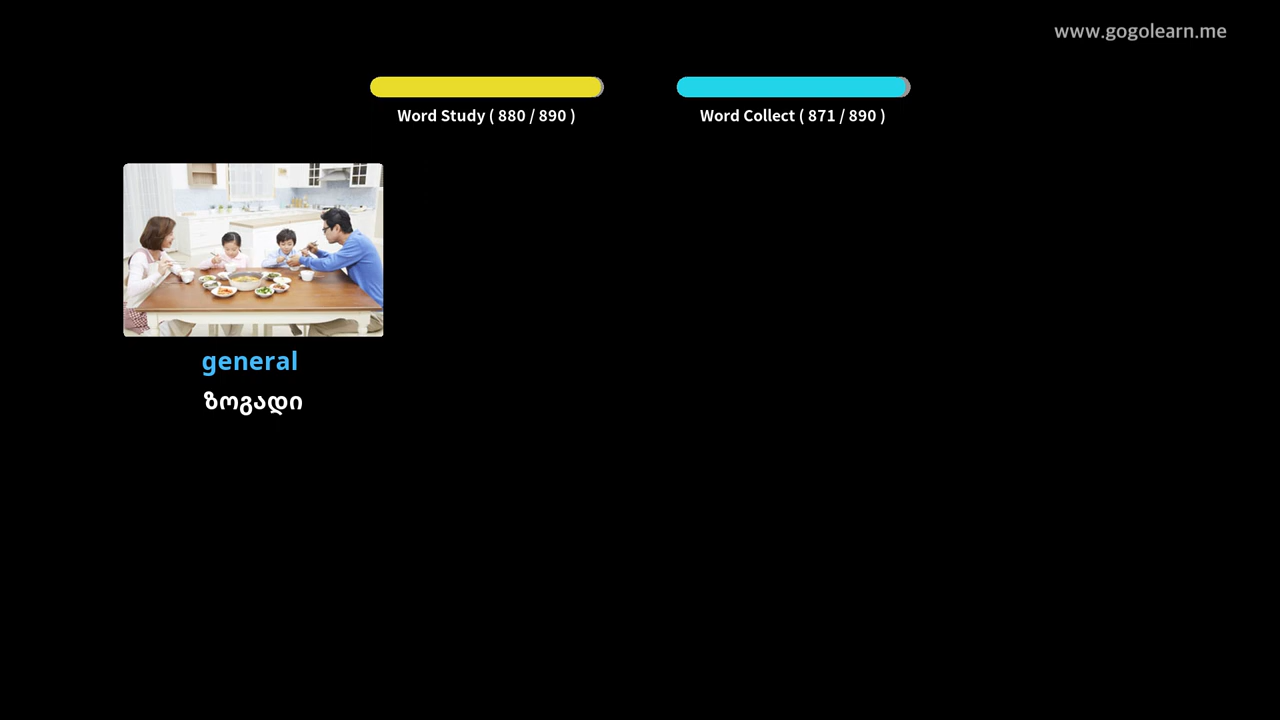 www.gogolearn.me
Word Study ( 880 / 890 )
Word Collect ( 871 / 890 )
general
ზოგადი